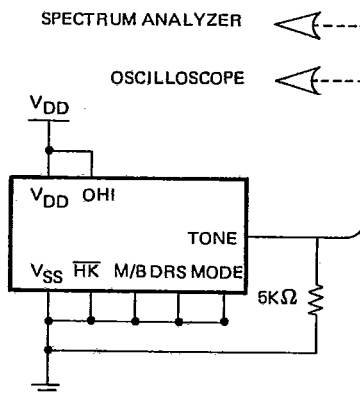 SPECTRUM ANALYZER
OSCILLOSCOPE
VDD
VDD OHI
TONE
VSS HK M/B DRS MODE
5KΩ